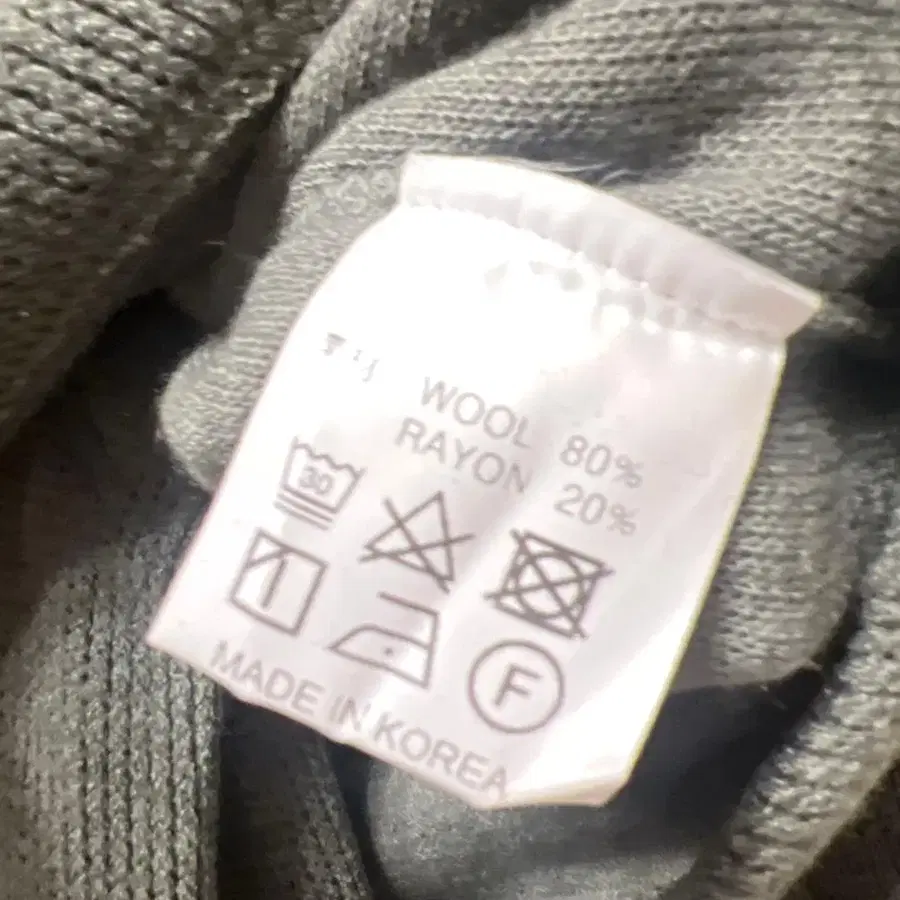 WOOL 80%
RAYON 20%
30
F
MADE IN KOREA